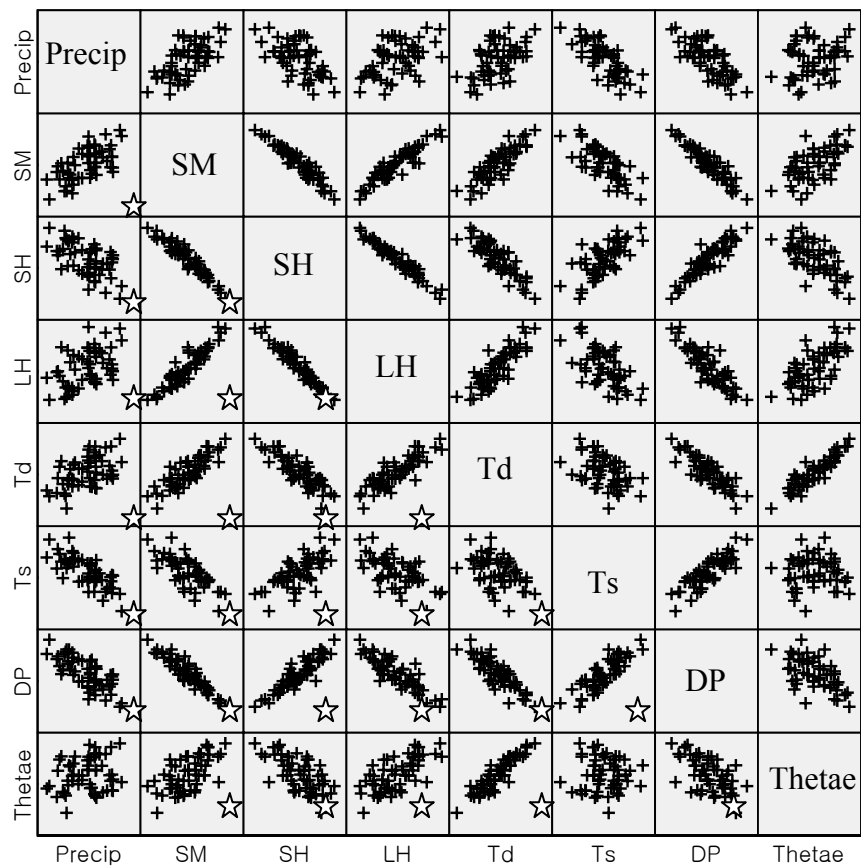 Precip
Precip
SM
SM
SH
SH
LH
LH
Td
Td
Ts
Ts
DP
DP
Thetae
Thetae
Precip SM SH LH Td Ts DP Thetae